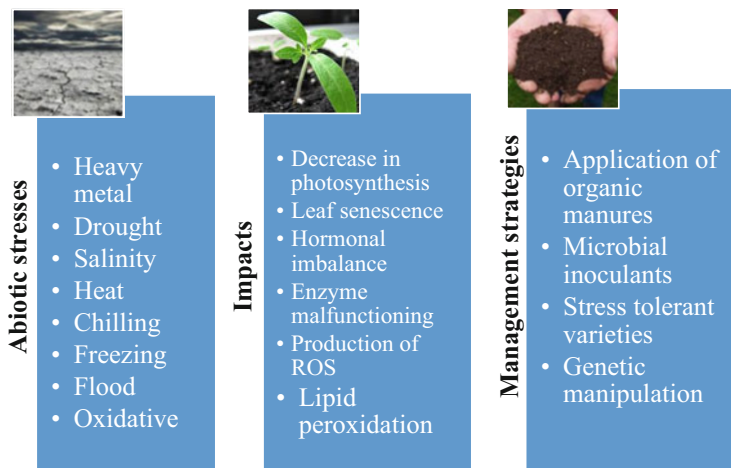 Abiotic stresses
• Heavy
metal
• Drought
• Salinity
• Heat
• Chilling
• Freezing
• Flood
• Oxidative
Impacts
• Decrease in
photosynthesis
• Leaf senescence
• Hormonal
imbalance
• Enzyme
malfunctioning
• Production of
ROS
• Lipid
peroxidation
Management strategies
• Application of
organic
manures
• Microbial
inoculants
• Stress tolerant
varieties
• Genetic
manipulation